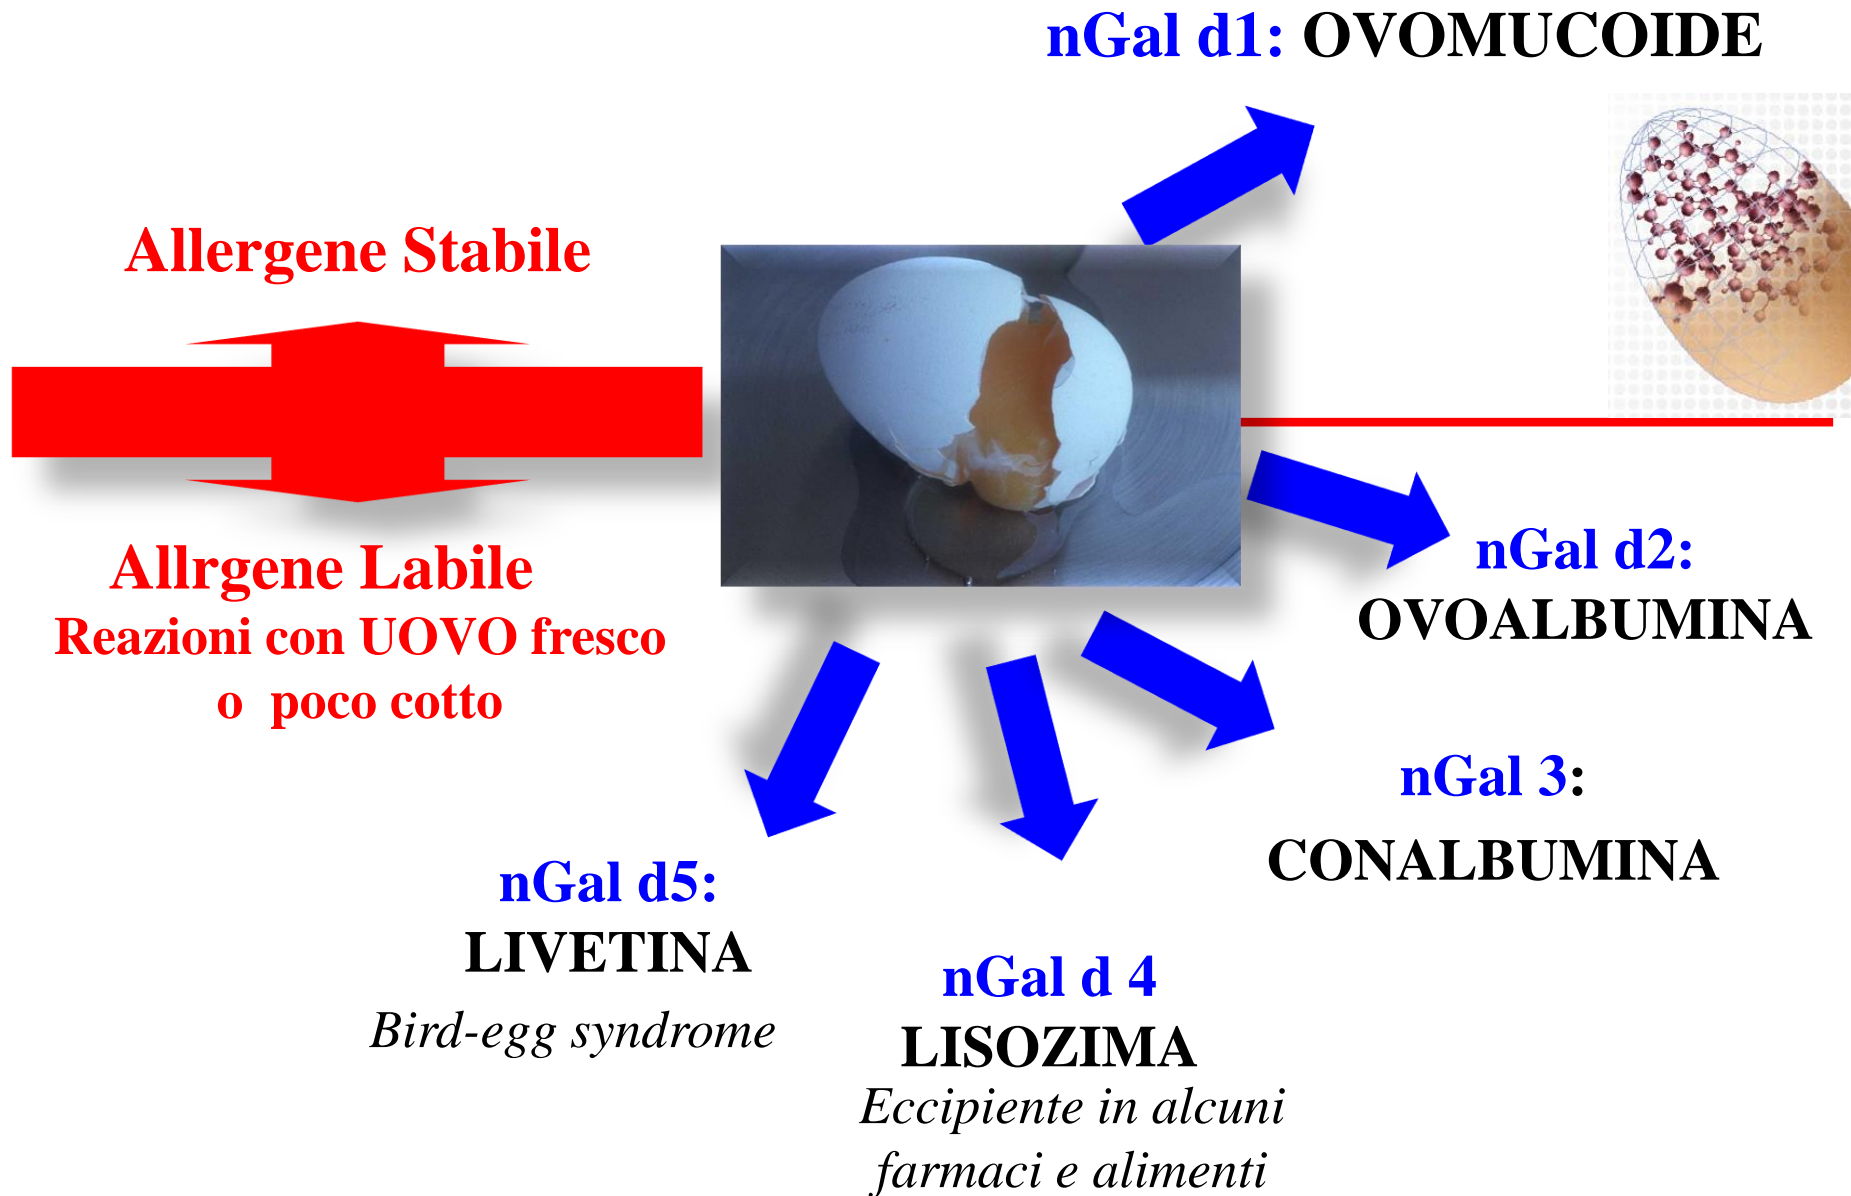 nGal d1: OVOMUCOIDE
Allergene Stabile
Allrgene Labile
Reazioni con UOVO fresco
o poco cotto
nGal d2:
OVOALBUMINA
nGal 3:
CONALBUMINA
nGal d5:
LIVETINA
Bird-egg syndrome
nGal d 4
LISOZIMA
Eccipiente in alcuni
farmaci e alimenti